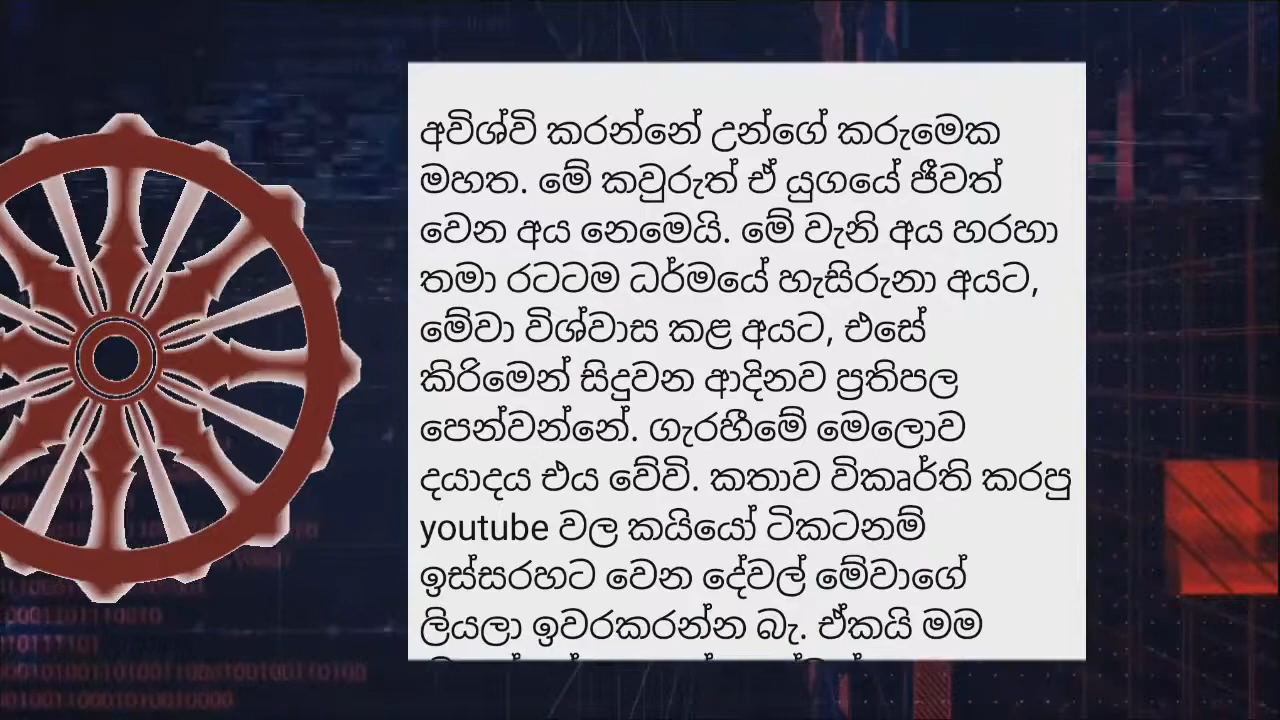 අවිශ්වි කරන්නේ උන්ගේ කරුමෙක
මහත. මේ කවුරුත් ඒ යුගයේ ජීවත්
වෙන අය නෙමෙයි. මේ වැනි අය හරහා
තමා රටටම ධර්මයේ හැසිරුනා අයට,
මේවා විශ්වාස කළ අයට, එසේ
කිරිමෙන් සිදුවන ආදිනව ප්‍රතිපල
පෙන්වන්නේ. ගැරහීමේ මෙලොව
දයාදය එය වේවි. කතාව විකෘර්ති කරපු
youtube වල කයියෝ ටිකටනම්
ඉස්සරහට වෙන දේවල් මේවාගේ
ලියලා ඉවරකරන්න බැ. ඒකයි මම